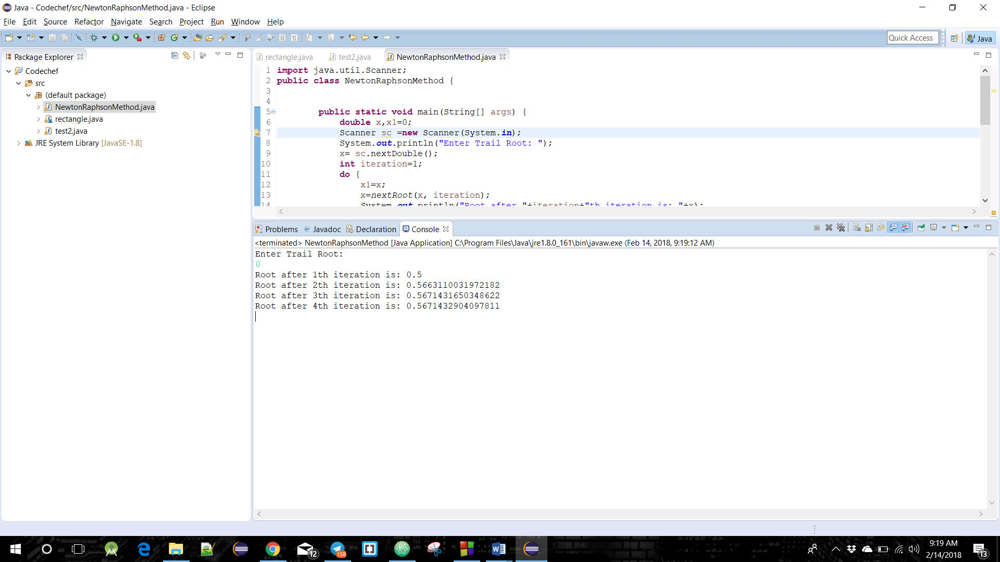 Java - Codechef/src/NewtonRaphsonMethod.java - Eclipse
File Edit Source Refactor Navigate Search Project Run Window Help
Quick Access Java
Package Explorer
Codechef
src
(default package)
NewtonRaphsonMethod.java
rectangle.java
test2.java
JRE System Library [JavaSE-1.8]
rectangle.java test2.java NewtonRaphsonMethod.java
1 import java.util.Scanner;
2 public class NewtonRaphsonMethod {
3
4
5 public static void main(String[] args) {
6 double x,x1=0;
7 Scanner sc =new Scanner(System.in);
8 System.out.println("Enter Trail Root: ");
9 x= sc.nextDouble();
10 int iteration=1;
11 do {
12 x1=x;
13 x=nextRoot(x, iteration);
14 System.out.println("Root after "+iteration+"th iteration is: "+x);
Problems @ Javadoc Declaration Console
<terminated> NewtonRaphsonMethod [Java Application] C:\Program Files\Java\jre1.8.0_161\bin\javaw.exe (Feb 14, 2018, 9:19:12 AM)
Enter Trail Root:
0
Root after 1th iteration is: 0.5
Root after 2th iteration is: 0.5663110031972182
Root after 3th iteration is: 0.5671431650348622
Root after 4th iteration is: 0.5671432904097811
12
158
9:19 AM
2/14/2018
13